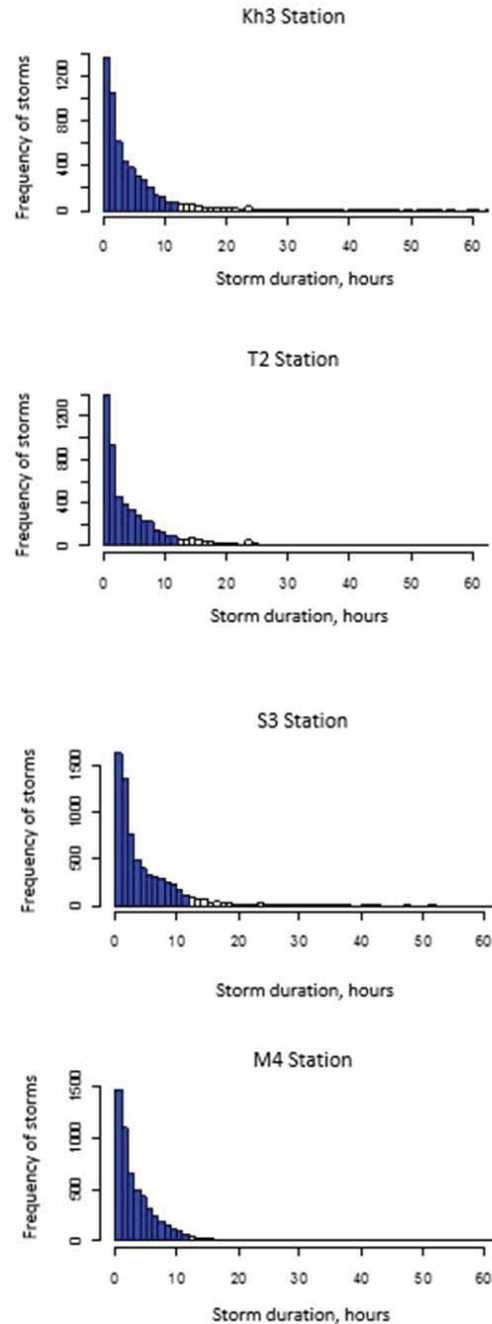 Kh3 Station
Frequency of storms
0 400 800 1200
0 10 20 30 40 50 60
Storm duration, hours
T2 Station
Frequency of storms
0 400 800 1200
0 10 20 30 40 50 60
Storm duration, hours
S3 Station
Frequency of storms
0 500 1000 1500
0 10 20 30 40 50 60
Storm duration, hours
M4 Station
Frequency of storms
0 500 1000 1500
0 10 20 30 40 50 60
Storm duration, hours